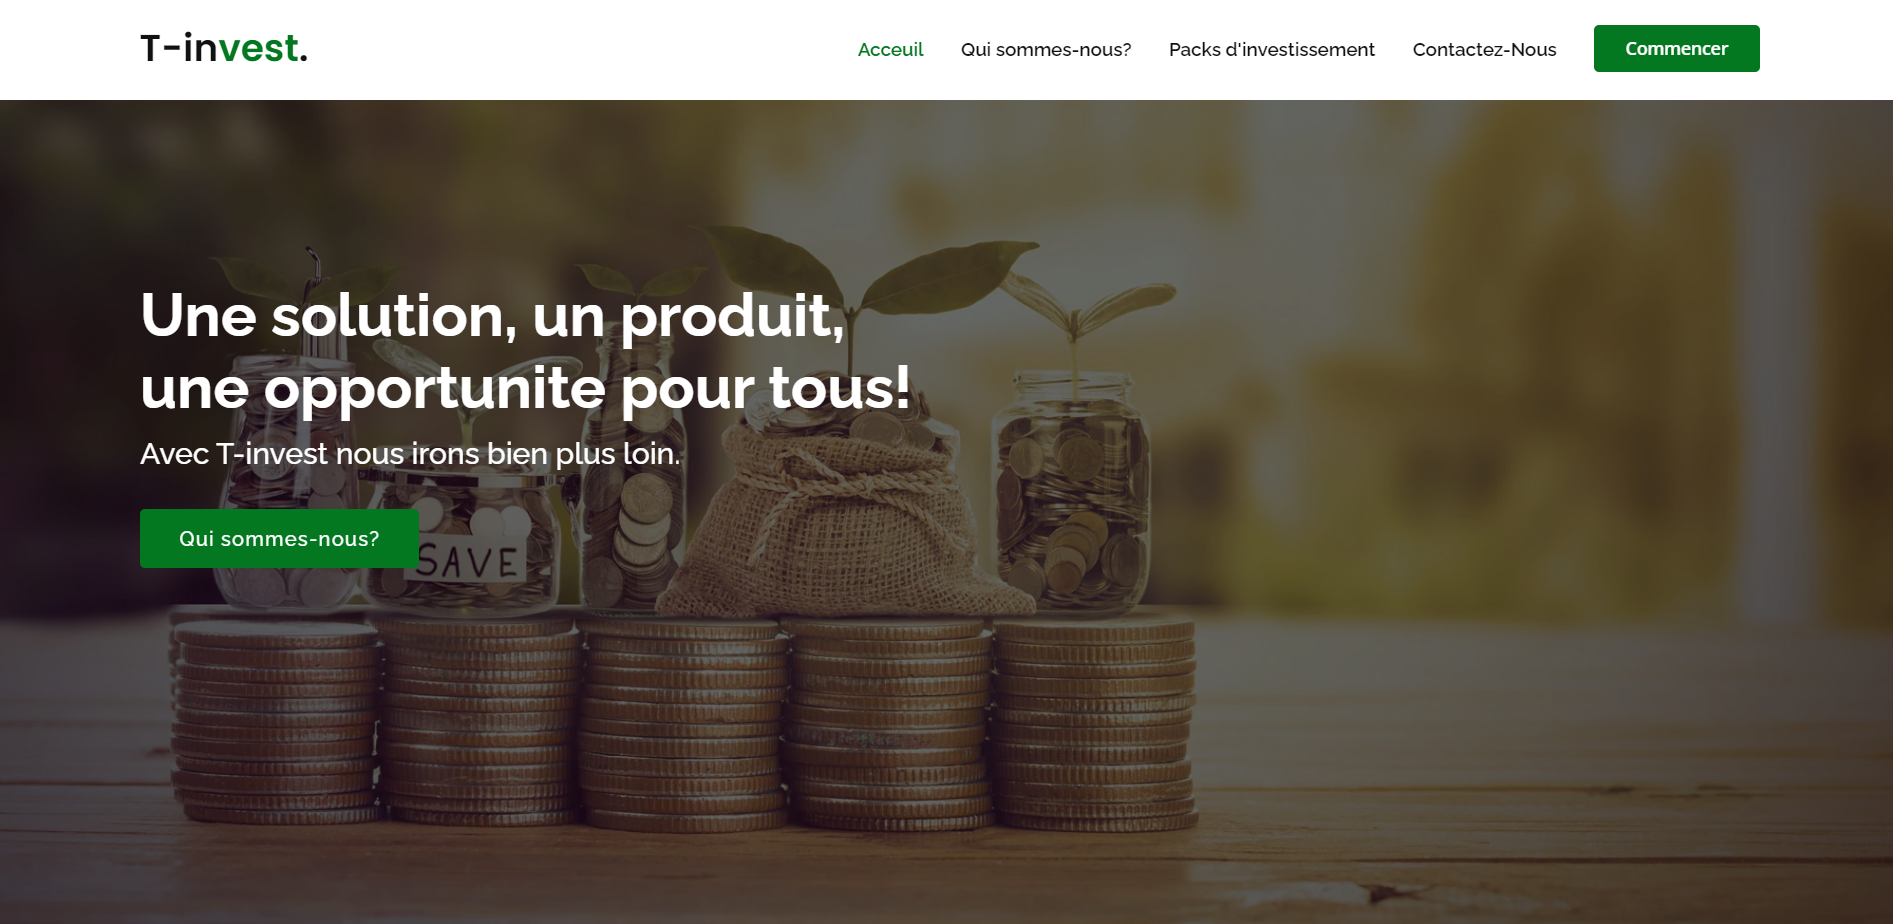 T-invest.
Acceuil
Qui sommes-nous?
Packs d'investissement
Contactez-Nous
Commencer
Une solution, un produit,
une opportunite pour tous!
Avec T-invest nous irons bien plus loin.
Qui sommes-nous?
SAVE